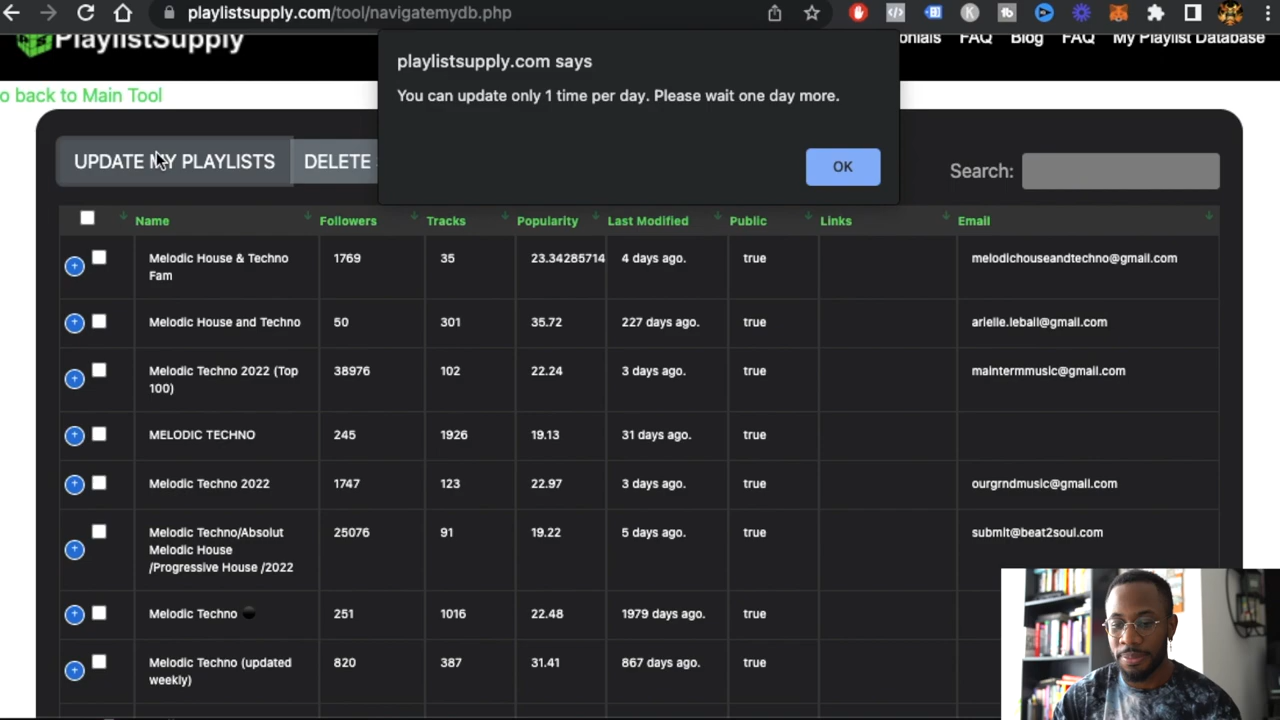 playlistsupply.com/tool/navigatemydb.php
PlaylistSupply
FAQ Blog FAQ My Playlist Database
playlistsupply.com says
You can update only 1 time per day. Please wait one day more.
OK
o back to Main Tool
UPDATE MY PLAYLISTS DELETE
Search:
Name Followers Tracks Popularity Last Modified Public Links Email
Melodic House & Techno
Fam
1769 35 23.34285714 4 days ago. true melodichouseandtechno@gmail.com
Melodic House and Techno 50 301 35.72 227 days ago. true arielle.leball@gmail.com
Melodic Techno 2022 (Top
100)
38976 102 22.24 3 days ago. true maintermmusic@gmail.com
MELODIC TECHNO 245 1926 19.13 31 days ago. true
Melodic Techno 2022 1747 123 22.97 3 days ago. true ourgrndmusic@gmail.com
Melodic Techno/Absolut
Melodic House
/Progressive House /2022
25076 91 19.22 5 days ago. true submit@beat2soul.com
Melodic Techno 251 1016 22.48 1979 days ago. true
Melodic Techno (updated
weekly)
820 387 31.41 867 days ago. true